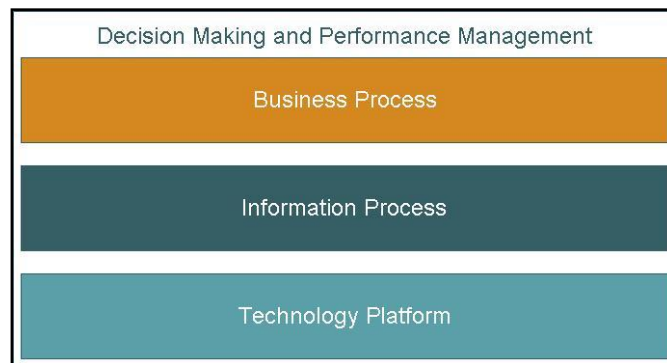 Decision Making and Performance Management
Business Process
Information Process
Technology Platform